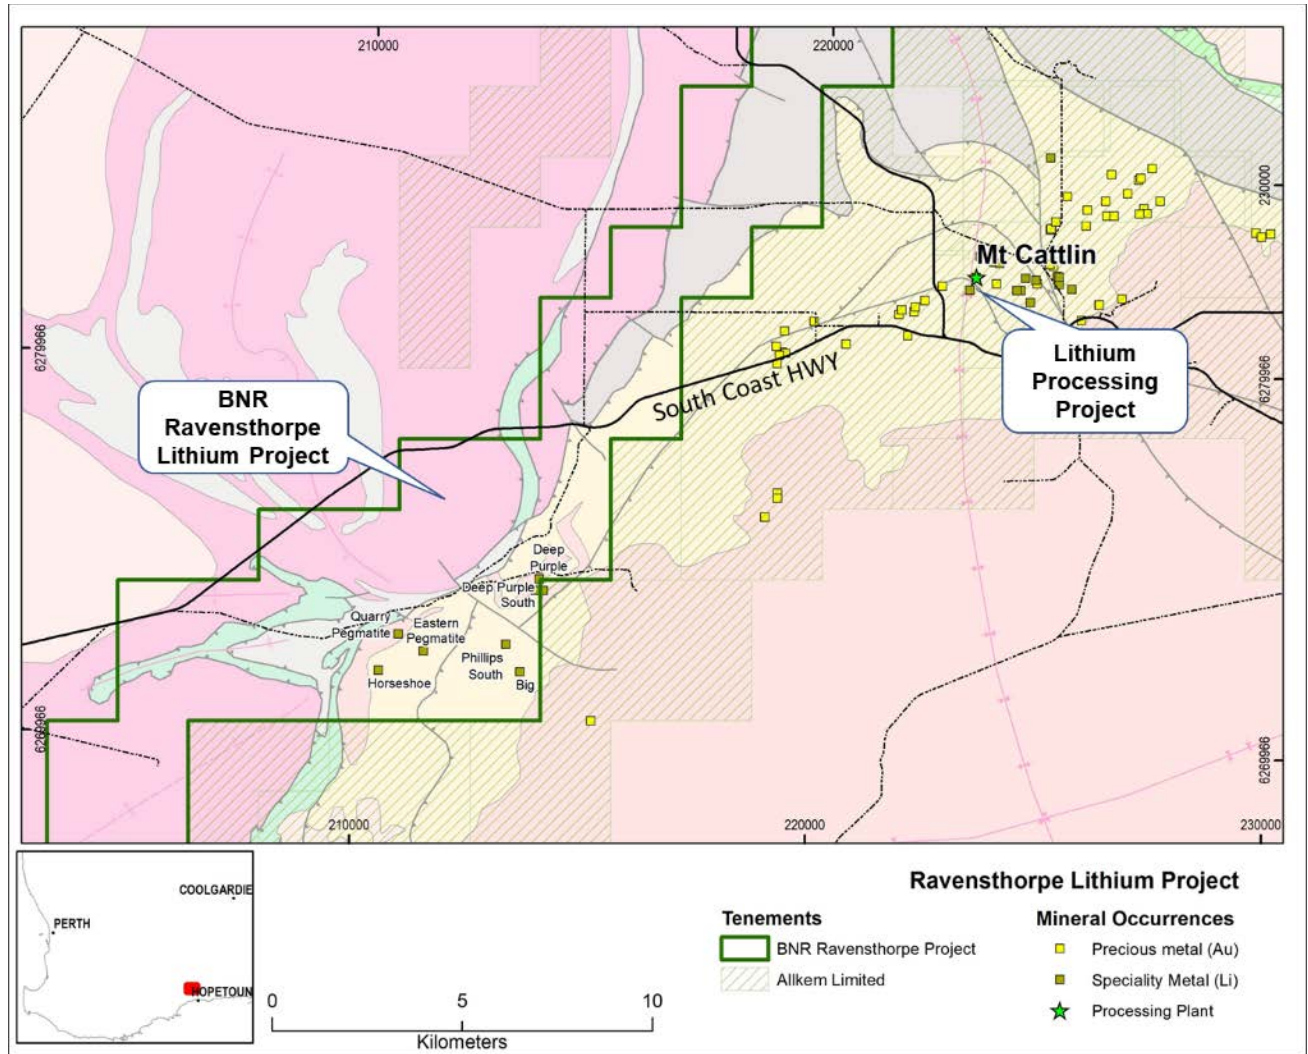 210000
220000
230000
Mt Cattlin
6279966
6279966
Lithium
Processing
Project
South Coast HWY
BNR
Ravensthorpe
Lithium Project
Deep
Purple
Deep Purple
South
Quarry
Pegmatite
Eastern
Pegmatite
Phillips
South
Horseshoe
Big
6269966
6269966
210000
220000
230000
COOLGARDIE
PERTH
HOPETOUN
0
5
10
Kilometers
Ravensthorpe Lithium Project
Tenements
BNR Ravensthorpe Project
Allkem Limited
Mineral Occurrences
Precious metal (Au)
Speciality Metal (Li)
Processing Plant